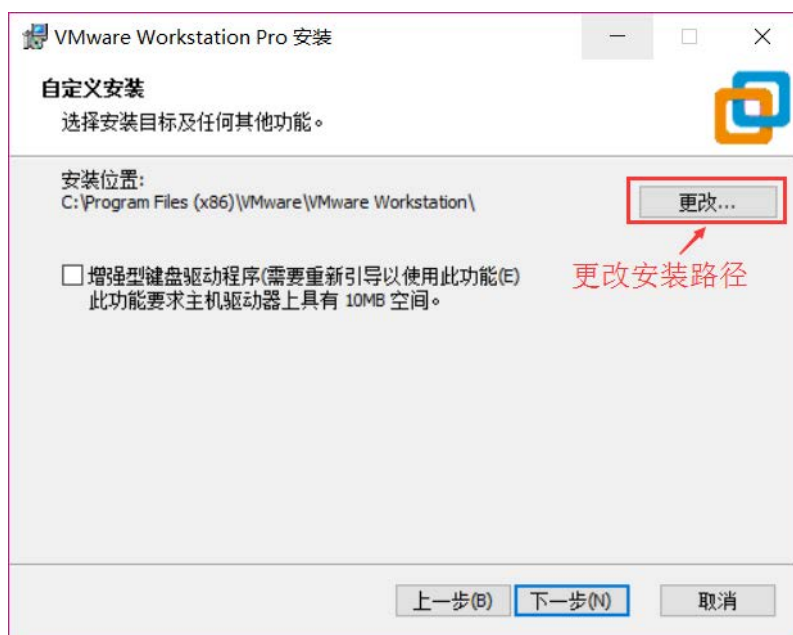 VMware Workstation Pro 安装
自定义安装
选择安装目标及任何其他功能。
安装位置:
C:\Program Files (x86)\VMware\VMware Workstation\
更改...
更改安装路径
增强型键盘驱动程序(需要重新引导以使用此功能(E)
此功能要求主机驱动器上具有 10MB 空间。
上一步(B) 下一步(N) 取消